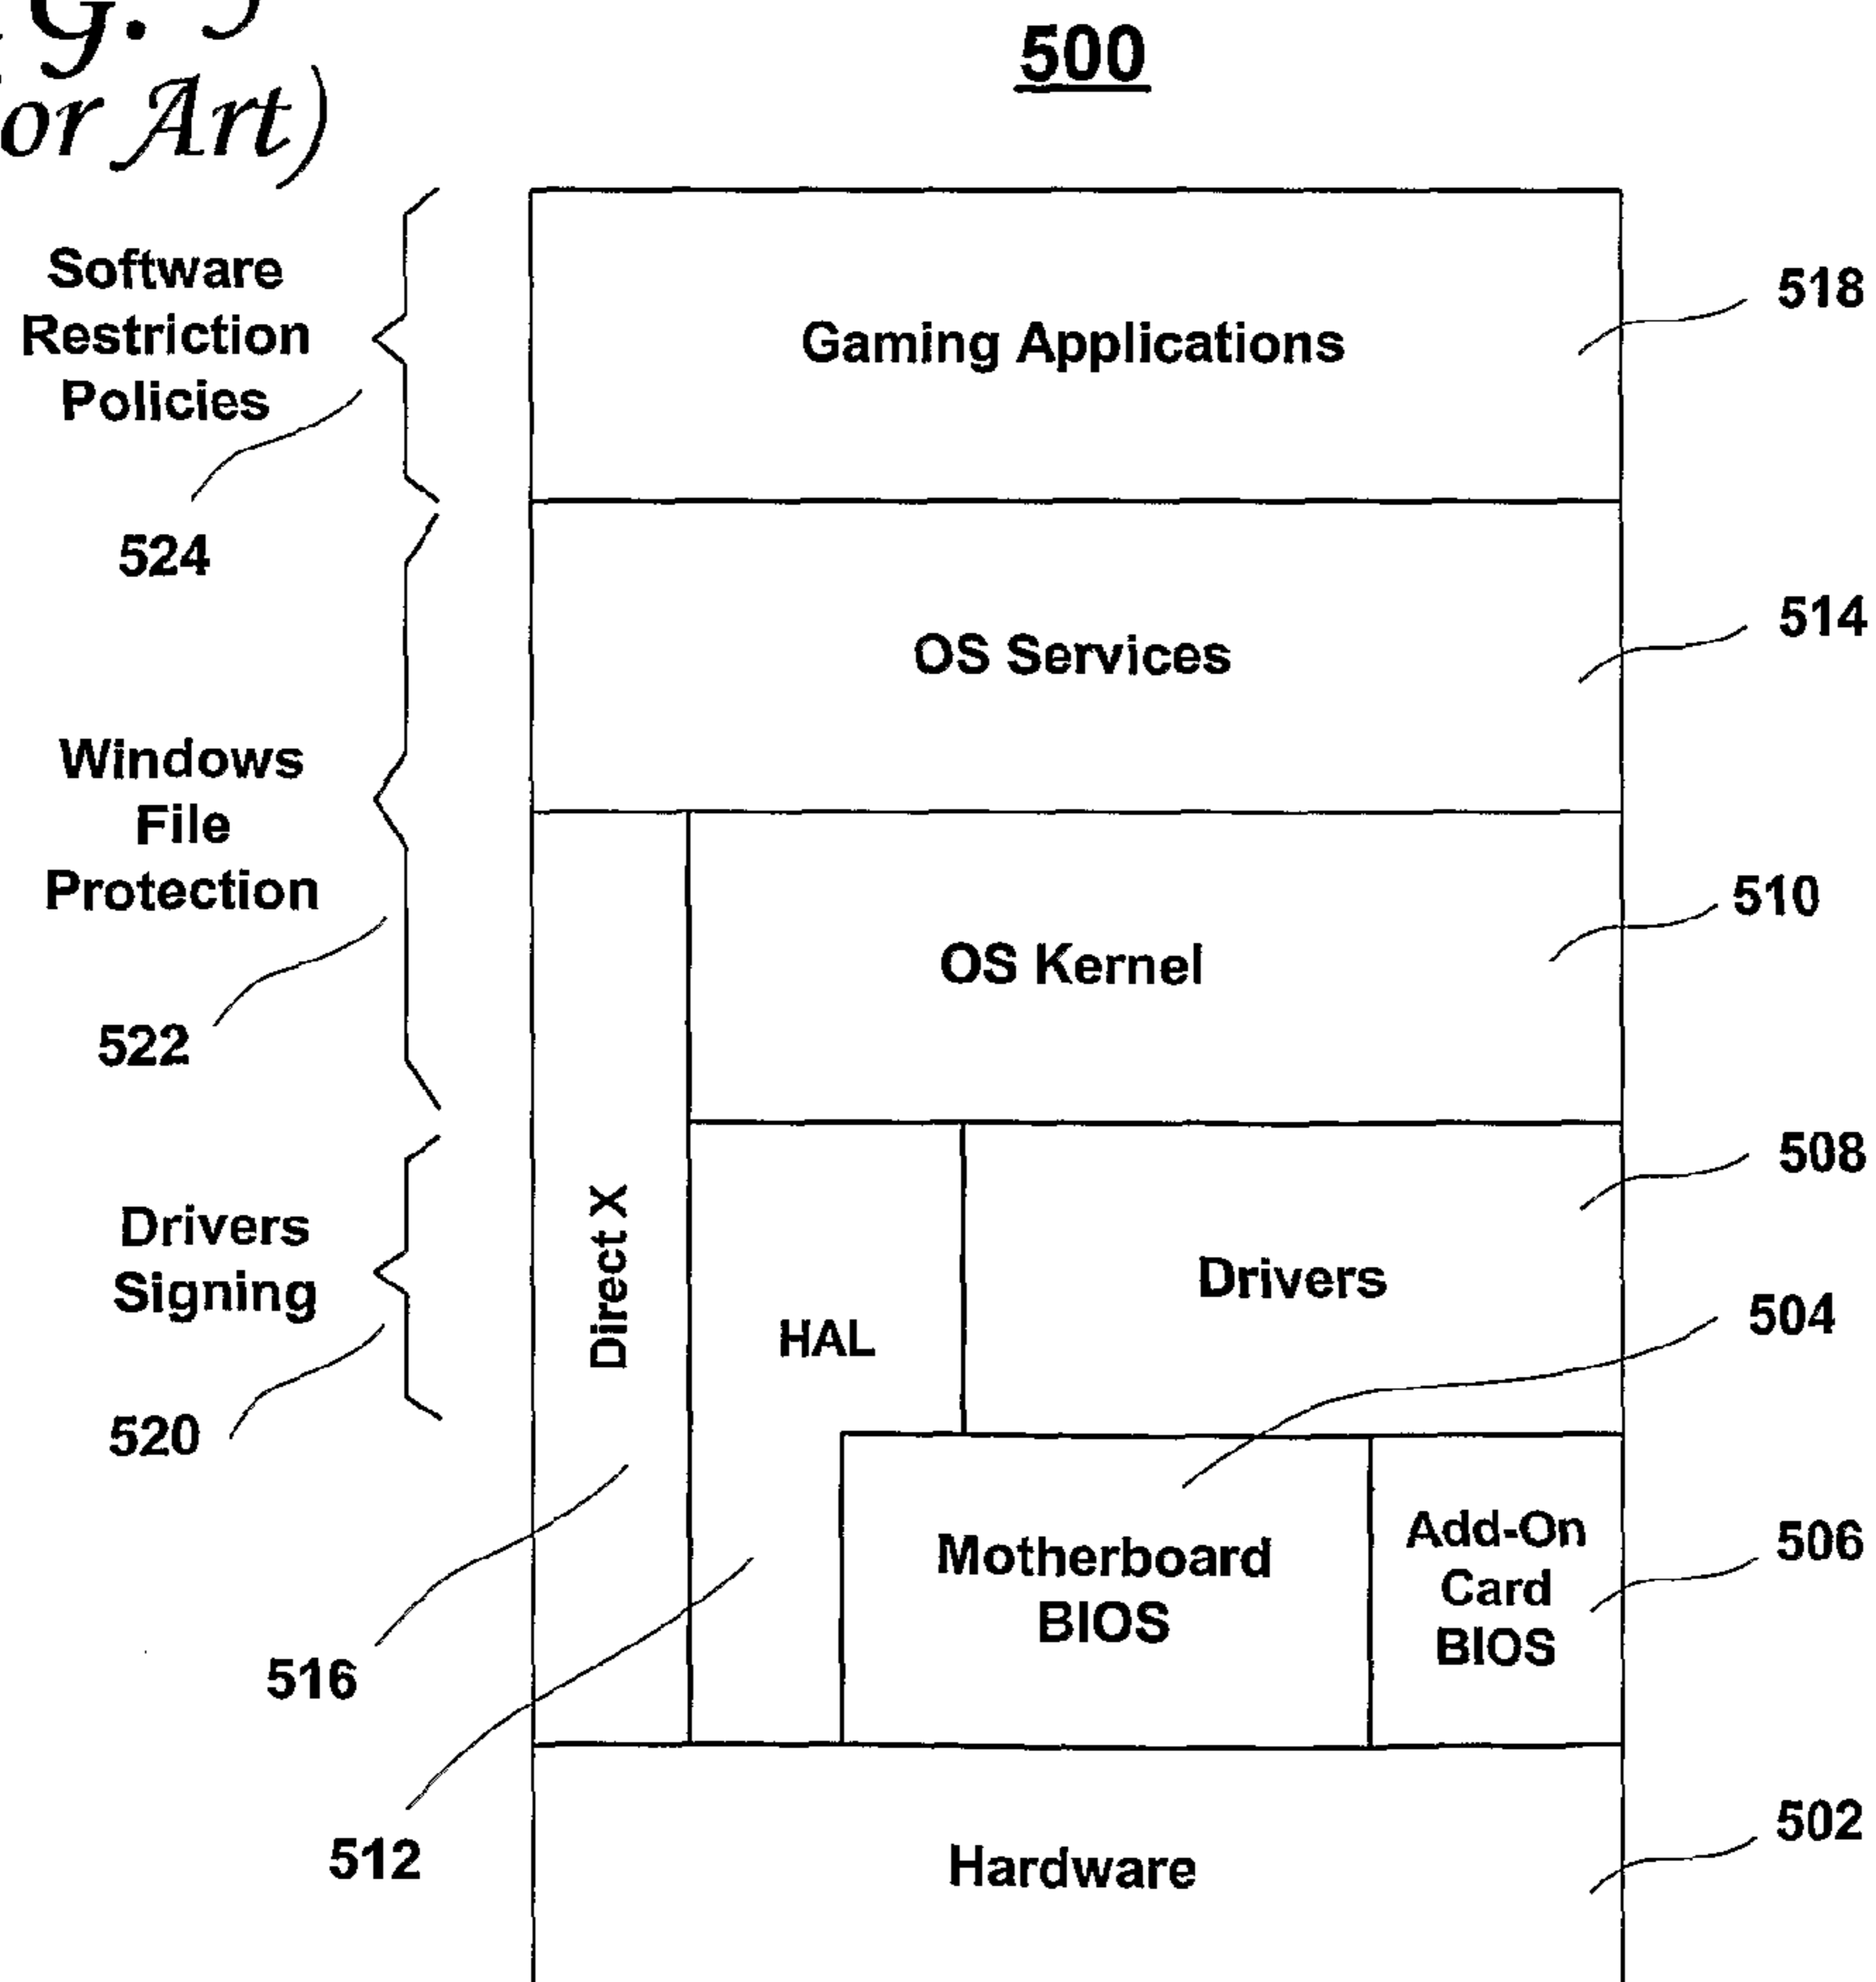 500
or Art)
Software
Restriction
Policies
524
Gaming Applications
518
OS Services
514
Windows
File
Protection
522
OS Kernel
510
Drivers
Signing
520
Direct X
HAL
Drivers
508
504
516
Motherboard
BIOS
Add-On
Card
BIOS
506
512
Hardware
502